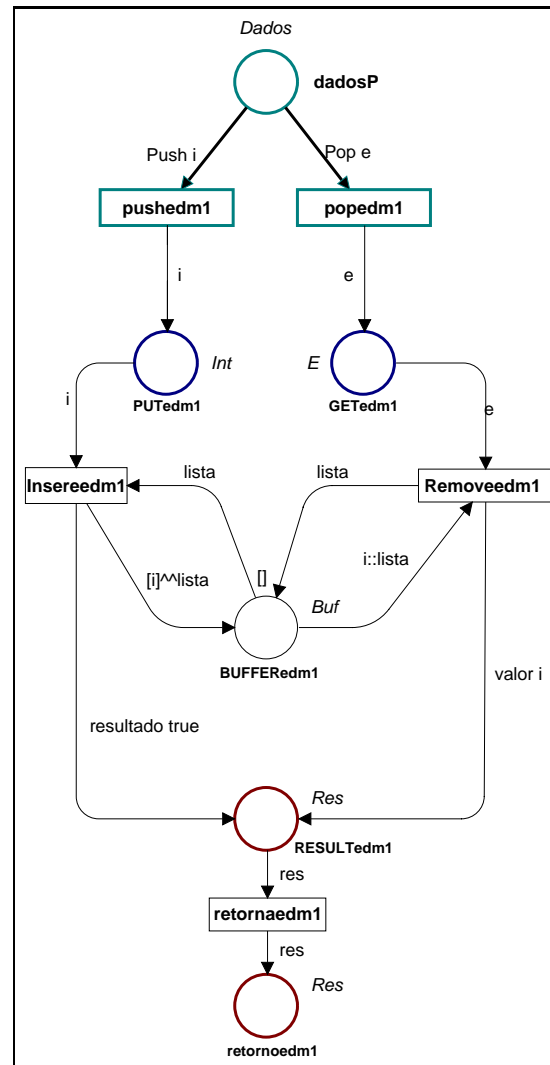 Dados
dadosP
Push i
Pop e
pushedm1
popedm1
i
e
Int
E
PUTedm1
GETedm1
i
e
Insereedm1
lista
lista
Removeedm1
[i]^^lista
[]
Buf
i::lista
BUFFERedm1
valor i
resultado true
Res
RESULTedm1
res
retornaedm1
res
Res
retornoedm1